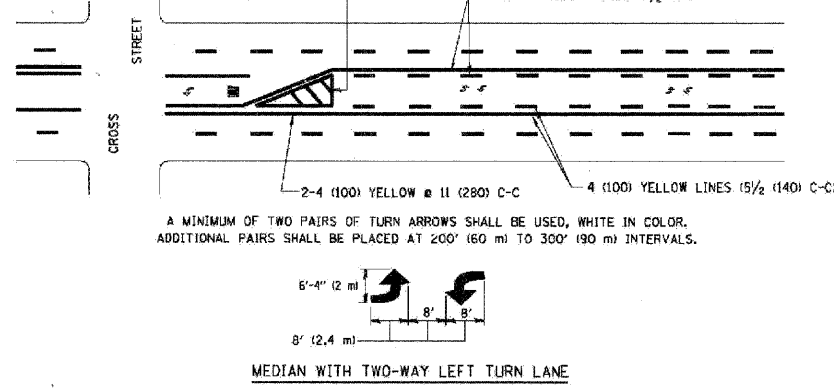 STREET
CROSS
2-4 (100) YELLOW @ 11 (280) C-C
4 (100) YELLOW LINES (5½ (140) C-C)
A MINIMUM OF TWO PAIRS OF TURN ARROWS SHALL BE USED, WHITE IN COLOR.
ADDITIONAL PAIRS SHALL BE PLACED AT 200' (60 m) TO 300' (90 m) INTERVALS.
6'-4" (2 m)
8' 8'
8' (2.4 m)
MEDIAN WITH TWO-WAY LEFT TURN LANE